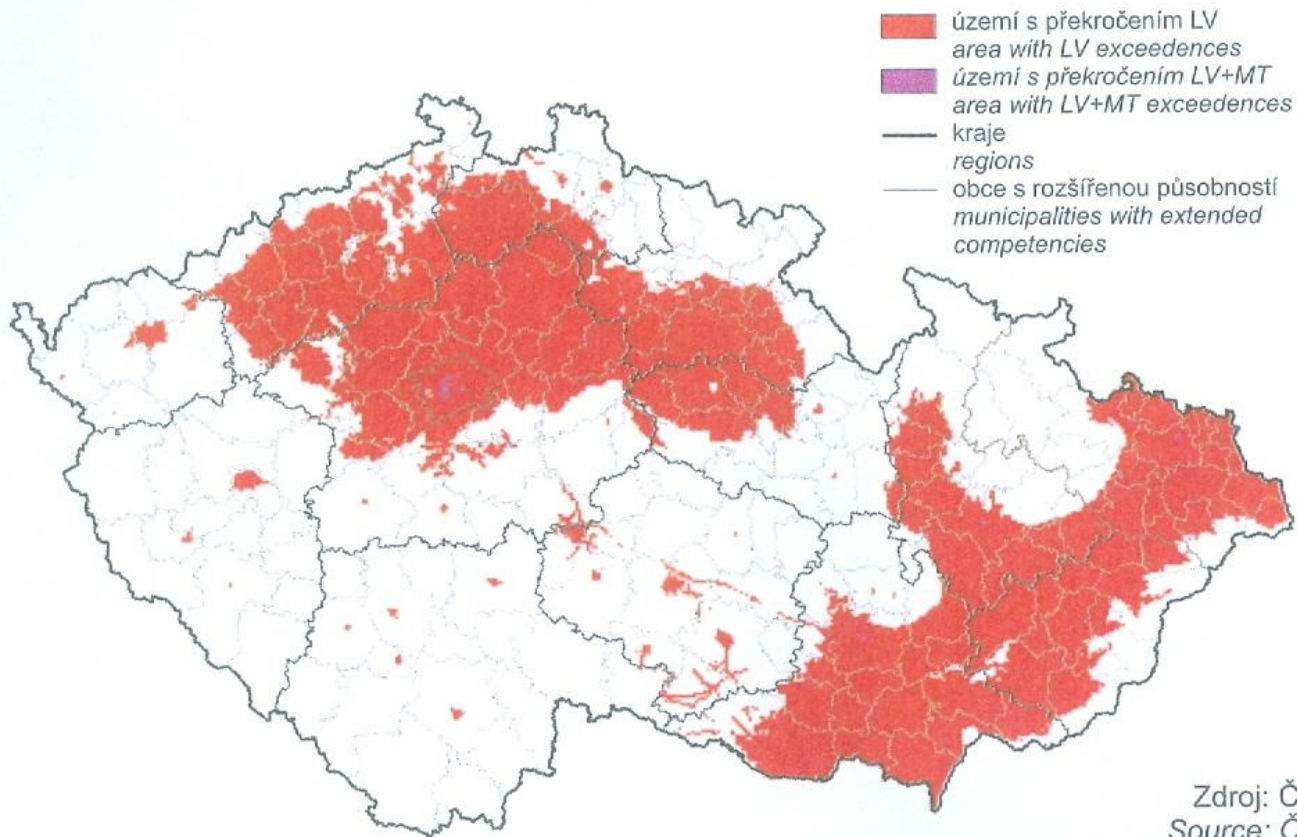 území s překročením LV
area with LV exceedences
území s překročením LV+MT
area with LV+MT exceedences
kraje
regions
obce s rozšířenou působností
municipalities with extended
competencies
Zdroj: Č
Source: Č